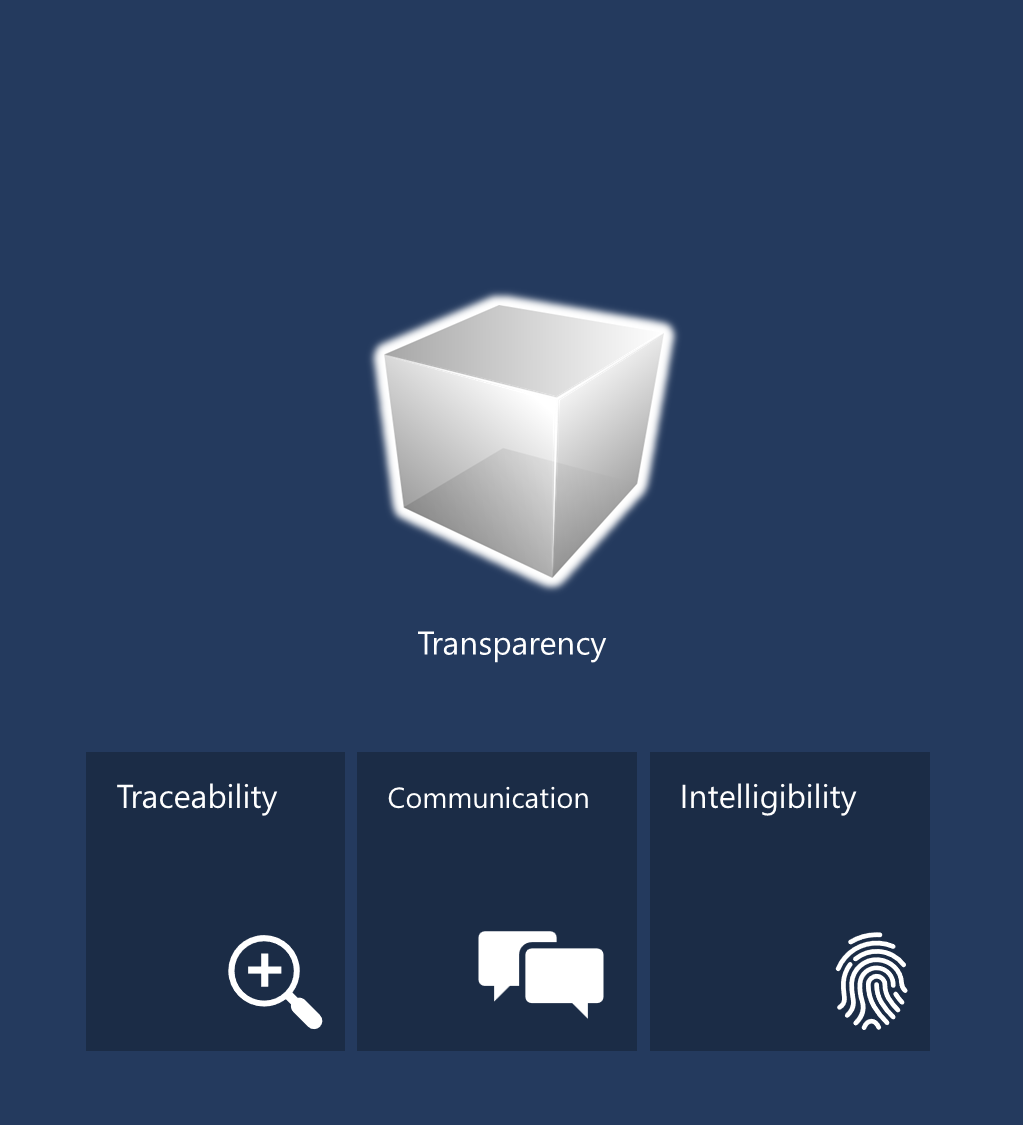 Transparency
Traceability
Communication
Intelligibility